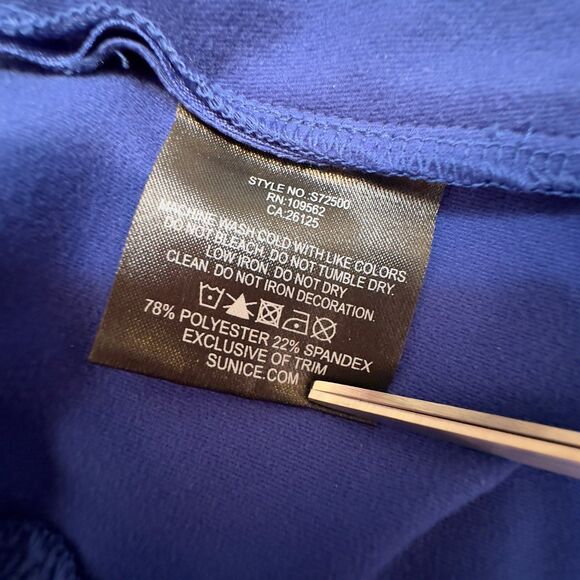 STYLE NO.:S72500
RN:109562
CA:26125
MACHINE WASH COLD WITH LIKE COLORS
DO NOT BLEACH. DO NOT TUMBLE DRY.
LOW IRON. DO NOT DRY
CLEAN. DO NOT IRON DECORATION.
78% POLYESTER 22% SPANDEX
EXCLUSIVE OF TRIM
SUNICE.COM